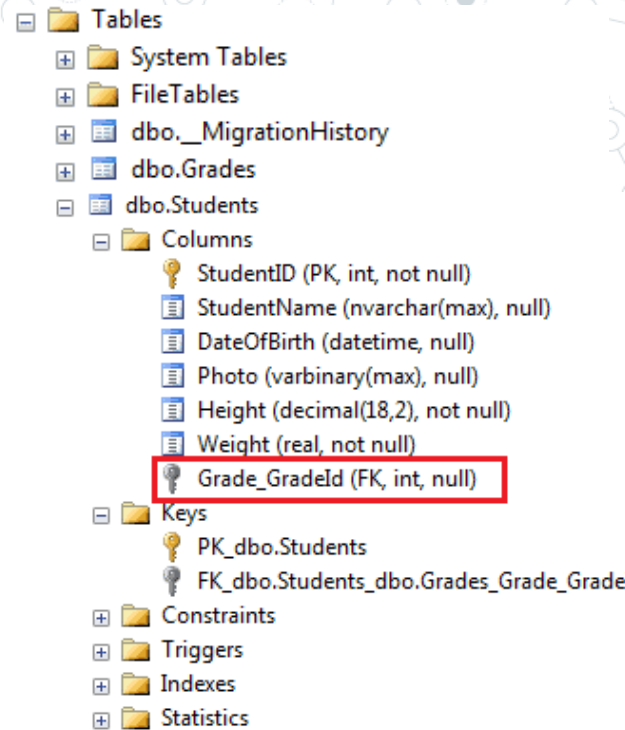 Tables
System Tables
FileTables
dbo.__MigrationHistory
dbo.Grades
dbo.Students
Columns
StudentID (PK, int, not null)
StudentName (nvarchar(max), null)
DateOfBirth (datetime, null)
Photo (varbinary(max), null)
Height (decimal(18,2), not null)
Weight (real, not null)
Grade_GradeId (FK, int, null)
Keys
PK_dbo.Students
FK_dbo.Students_dbo.Grades_Grade_Grade
Constraints
Triggers
Indexes
Statistics